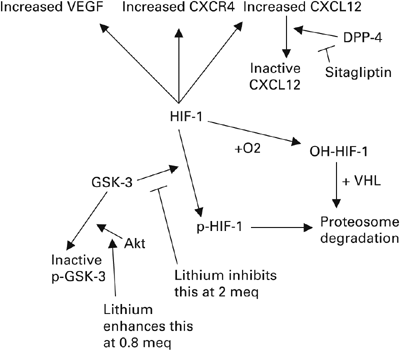 Increased VEGF
Increased CXCR4
Increased CXCL12
DPP-4
Inactive
CXCL12
Sitagliptin
HIF-1
+O2
OH-HIF-1
GSK-3
+ VHL
p-HIF-1
Proteosome
degradation
Akt
Inactive
p-GSK-3
Lithium inhibits
this at 2 meq
Lithium
enhances this
at 0.8 meq